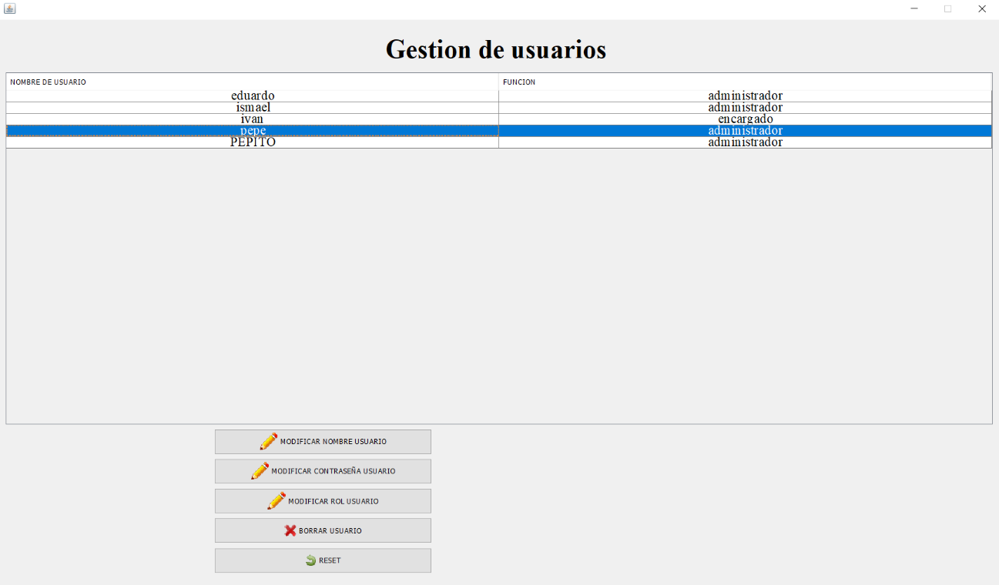 Gestion de usuarios
NOMBRE DE USUARIO FUNCION
eduardo administrador
ismael administrador
ivan encargado
pepe administrador
PEPITO administrador
MODIFICAR NOMBRE USUARIO
MODIFICAR CONTRASEÑA USUARIO
MODIFICAR ROL USUARIO
BORRAR USUARIO
RESET